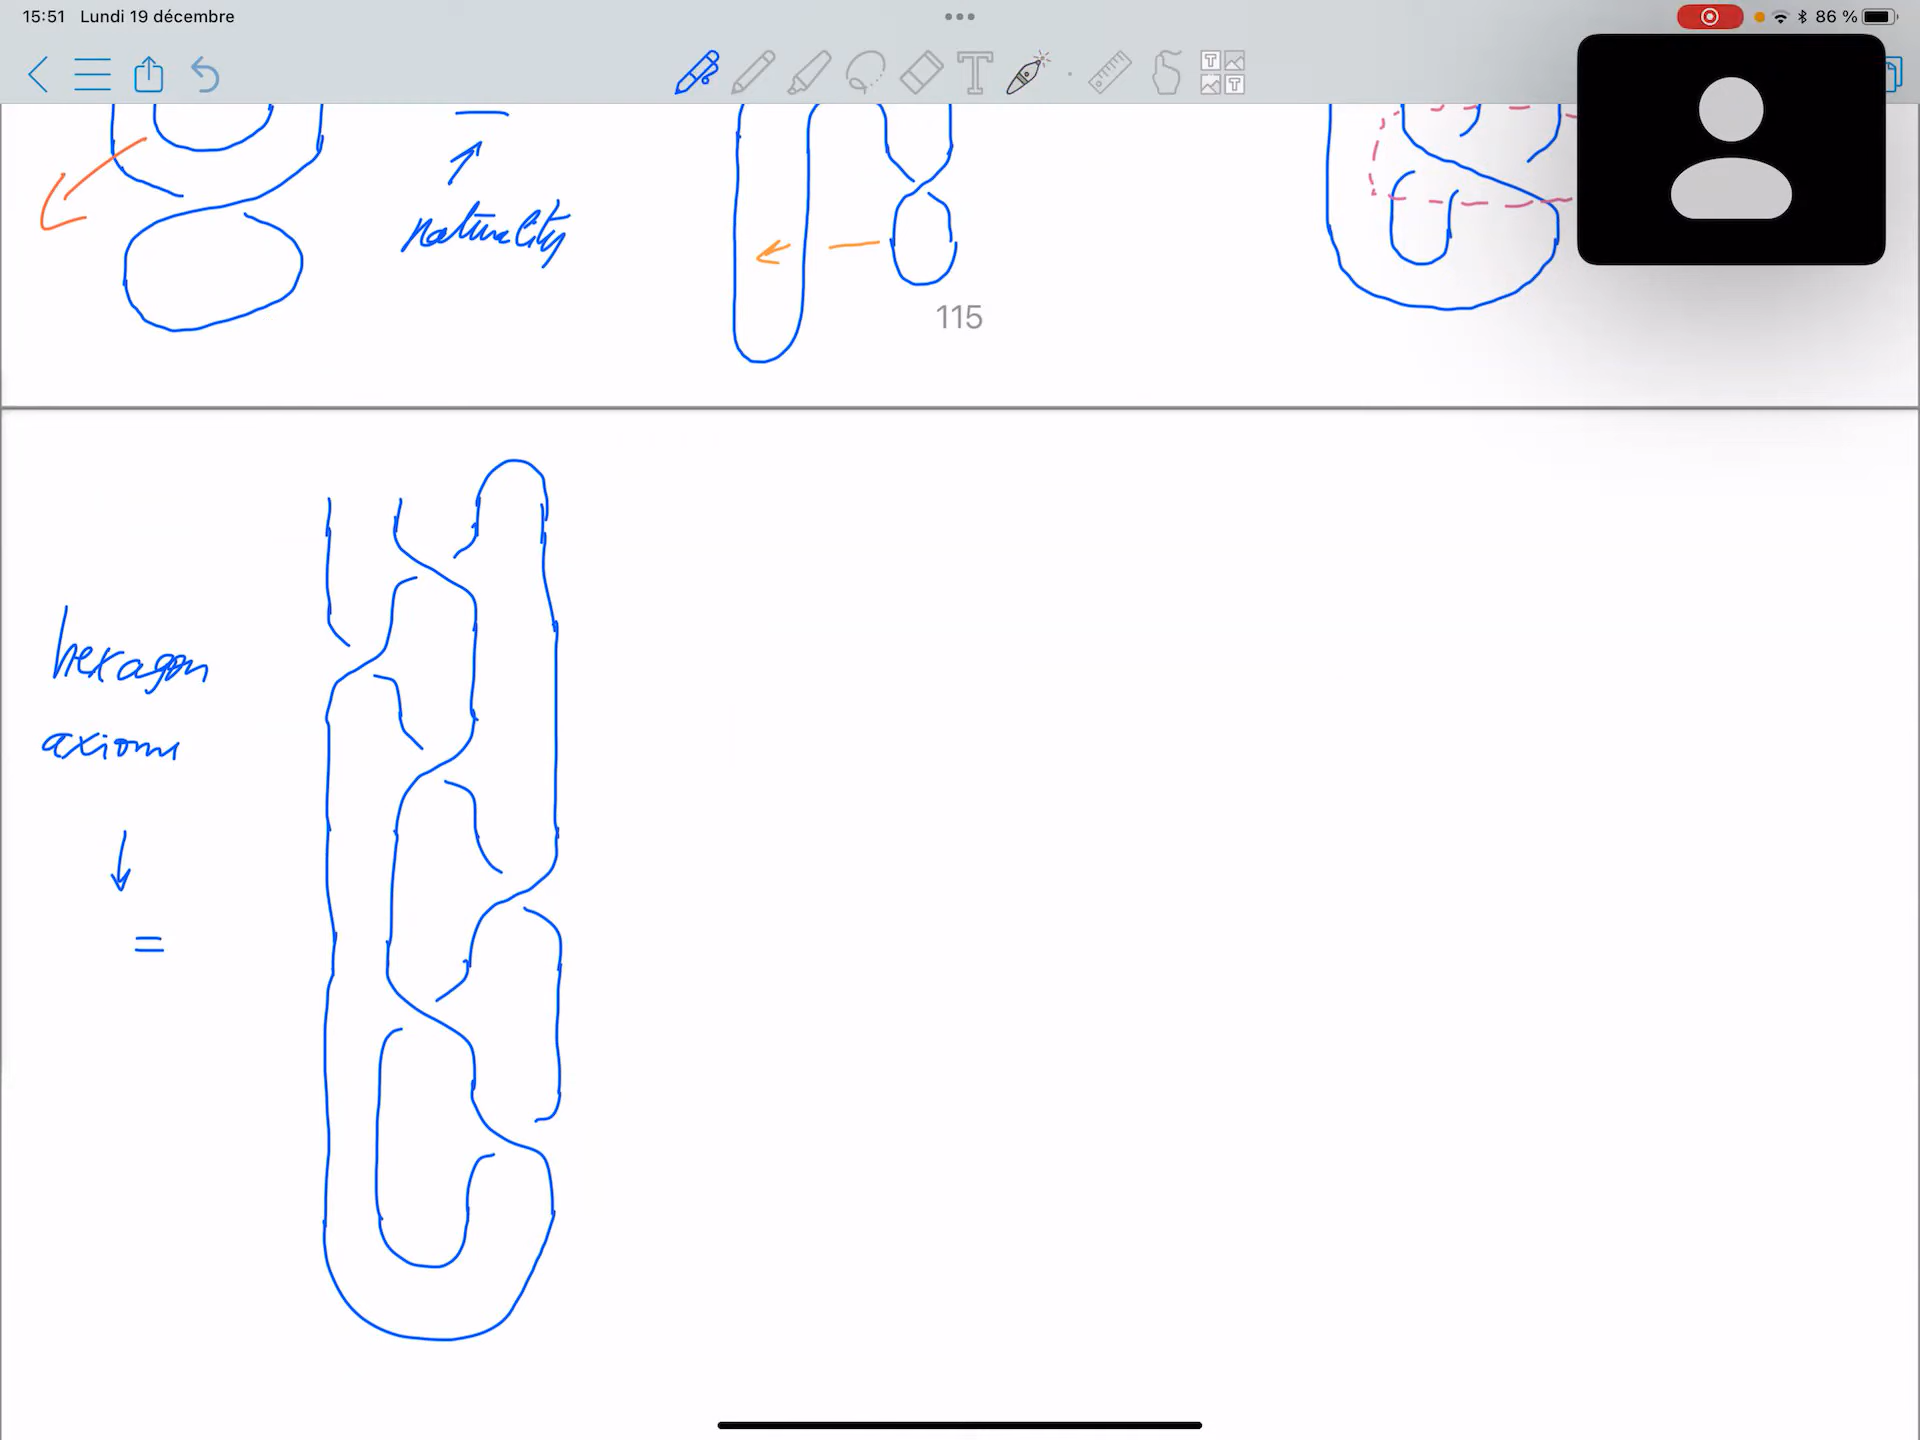 15:51 Lundi 19 décembre
86 %
naturality
115
hexagon
axioms
=